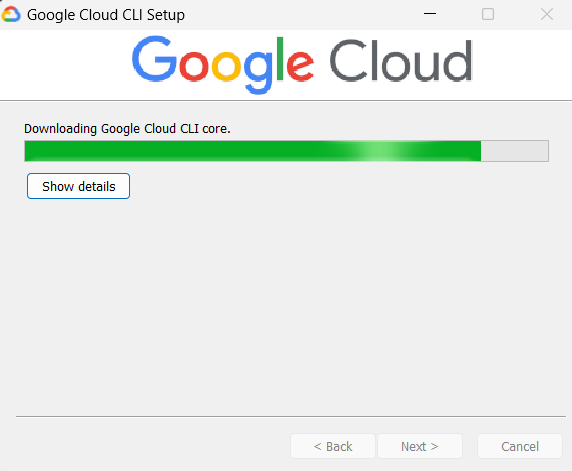 Google Cloud CLI Setup
Google Cloud
Downloading Google Cloud CLI core.
Show details
< Back Next > Cancel